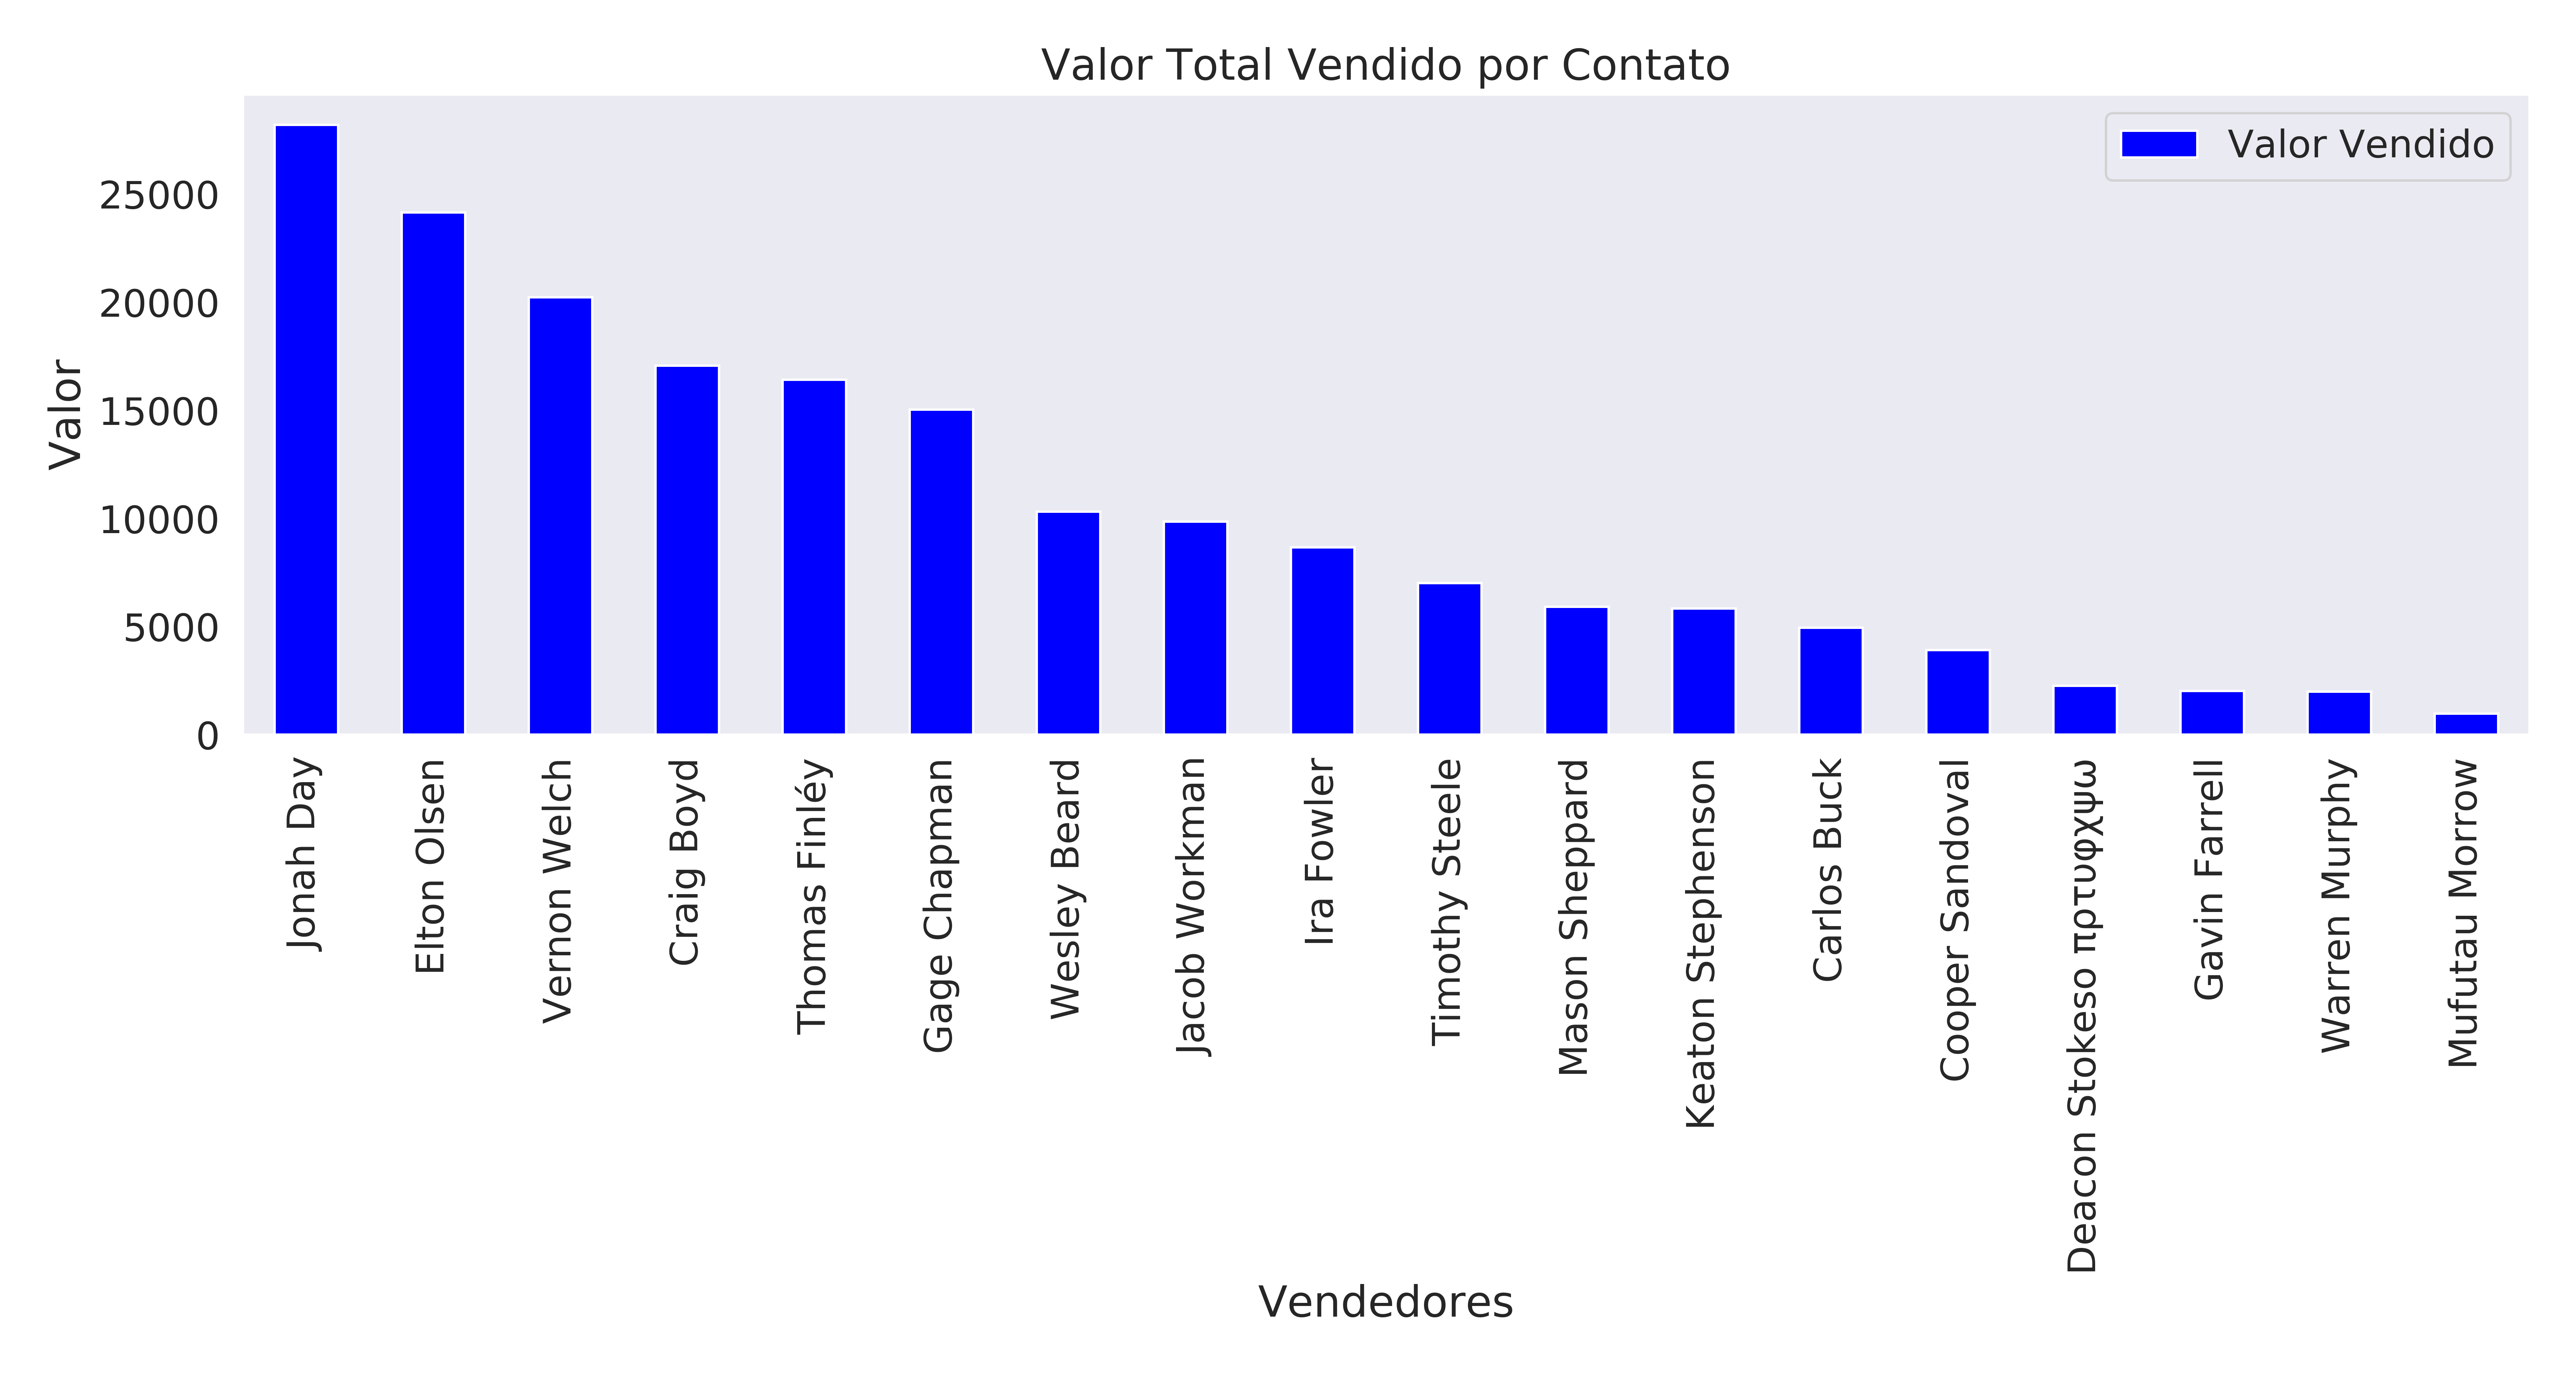 Valor Total Vendido por Contato
Valor Vendido
Valor
25000
20000
15000
10000
5000
0
Jonah Day
Elton Olsen
Vernon Welch
Craig Boyd
Thomas Finléy
Gage Chapman
Wesley Beard
Jacob Workman
Ira Fowler
Timothy Steele
Mason Sheppard
Keaton Stephenson
Carlos Buck
Cooper Sandoval
Deacon Stokeso πρτυφχψω
Gavin Farrell
Warren Murphy
Mufutau Morrow
Vendedores